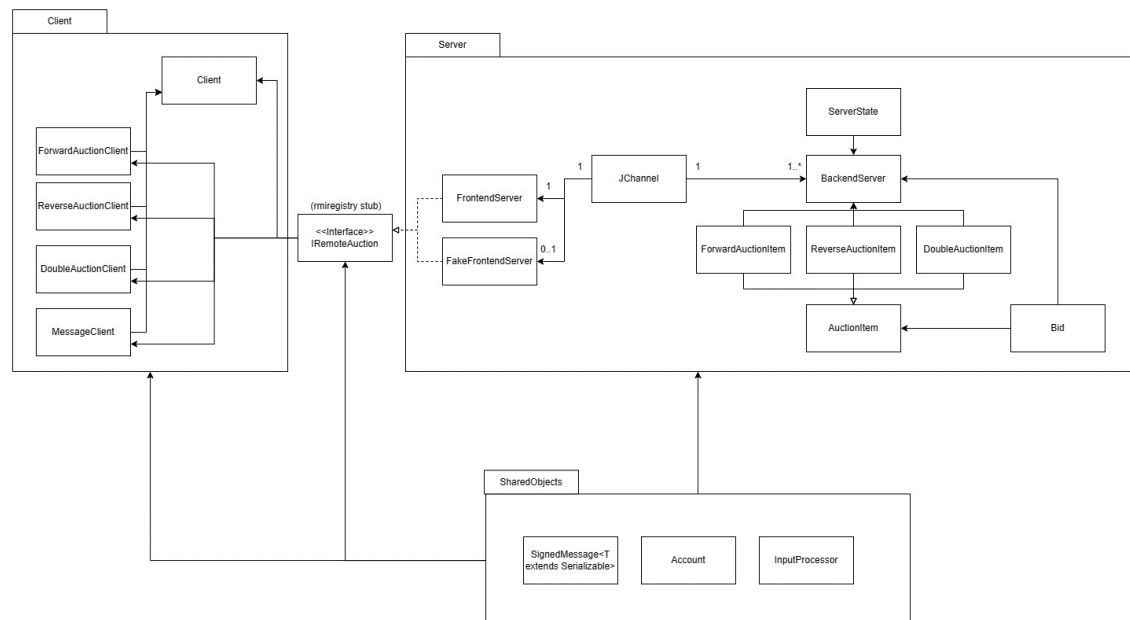 Client
Client
ForwardAuctionClient
ReverseAuctionClient
DoubleAuctionClient
MessageClient
(rmiregistry stub)
<<Interface>>
IRemoteAuction
Server
ServerState
1
1
1..*
JChannel
BackendServer
FrontendServer
1
FakeFrontendServer
0..1
ForwardAuctionItem
ReverseAuctionItem
DoubleAuctionItem
AuctionItem
Bid
SharedObjects
SignedMessage<T
extends Serializable>
Account
InputProcessor